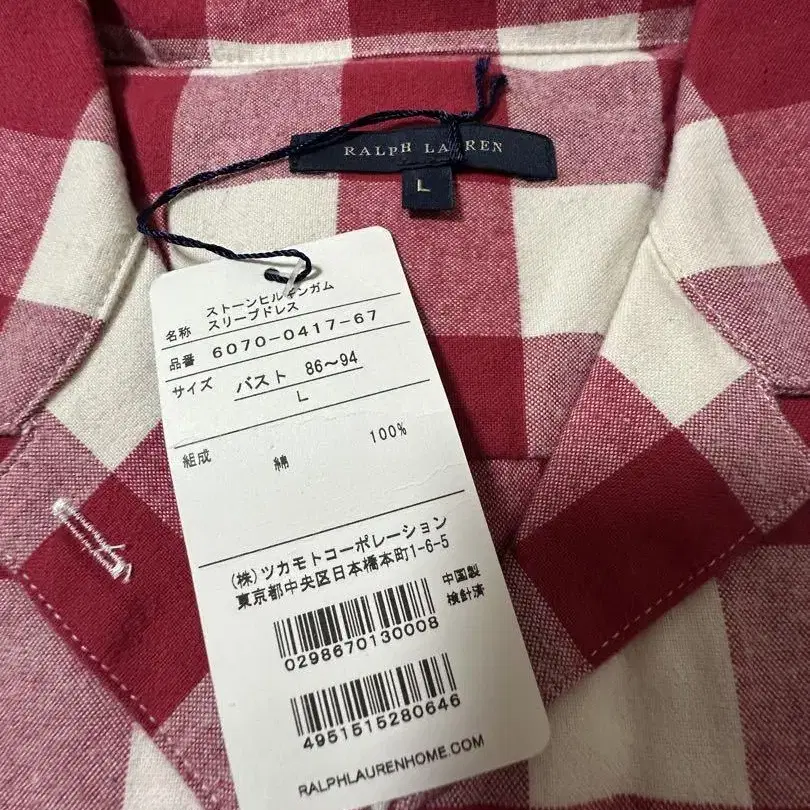 RALPH LAUREN
L
名称 ストーンヒルギンガム
スリープドレス
品番 6070-0417-67
サイズ バスト 86〜94
L
組成 綿 100%
(株)ツカモトコーポレーション
東京都中央区日本橋本町1-6-5
中国製
検針済
0298670130008
4951515280646
RALPHLAURENHOME.COM